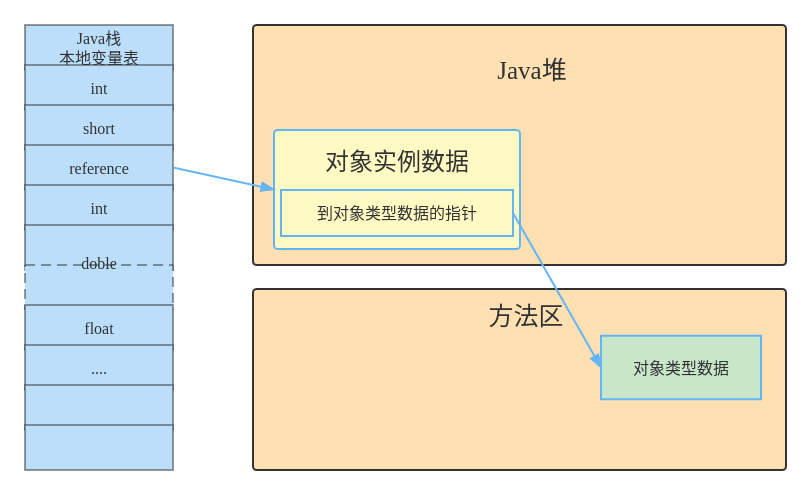 Java栈
本地变量表
int
short
reference
int
doble
float
....
Java堆
对象实例数据
到对象类型数据的指针
方法区
对象类型数据